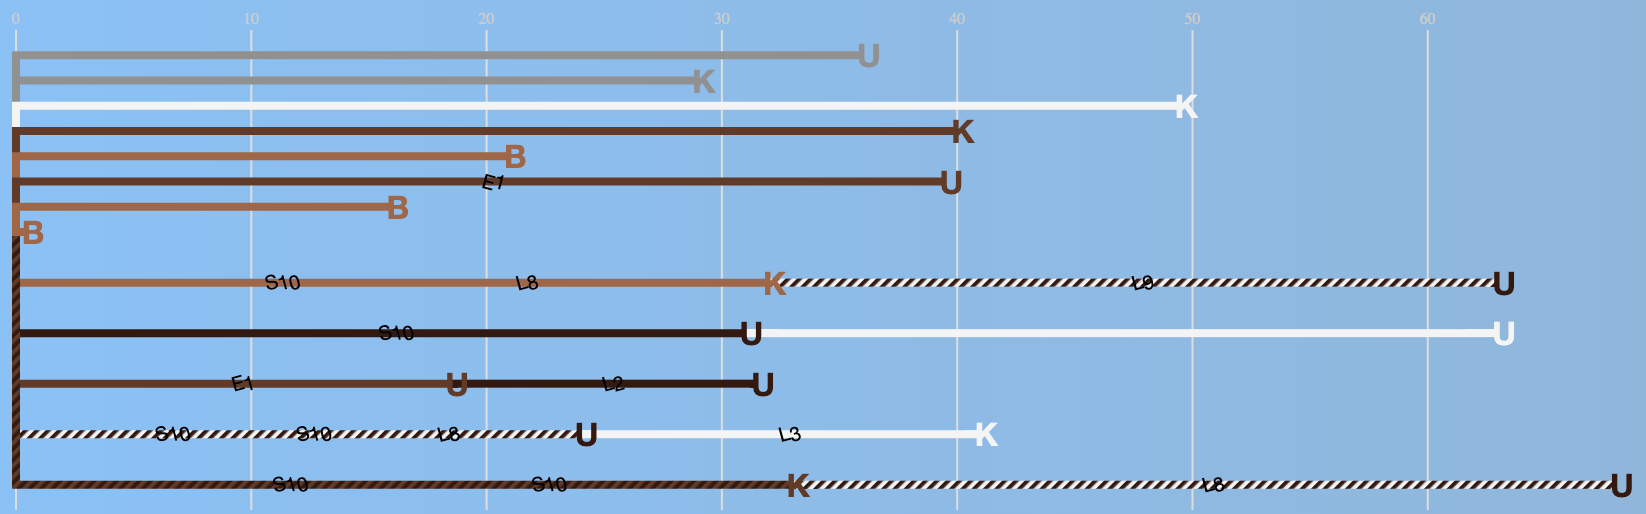 0 10 20 30 40 50 60
U
K
K
K
B
E1 U
B
B
S10 L8 K L9 U
S10 U U
E1 U L2 U
S10 S10 L8 U L3 K
S10 S10 K L8 U